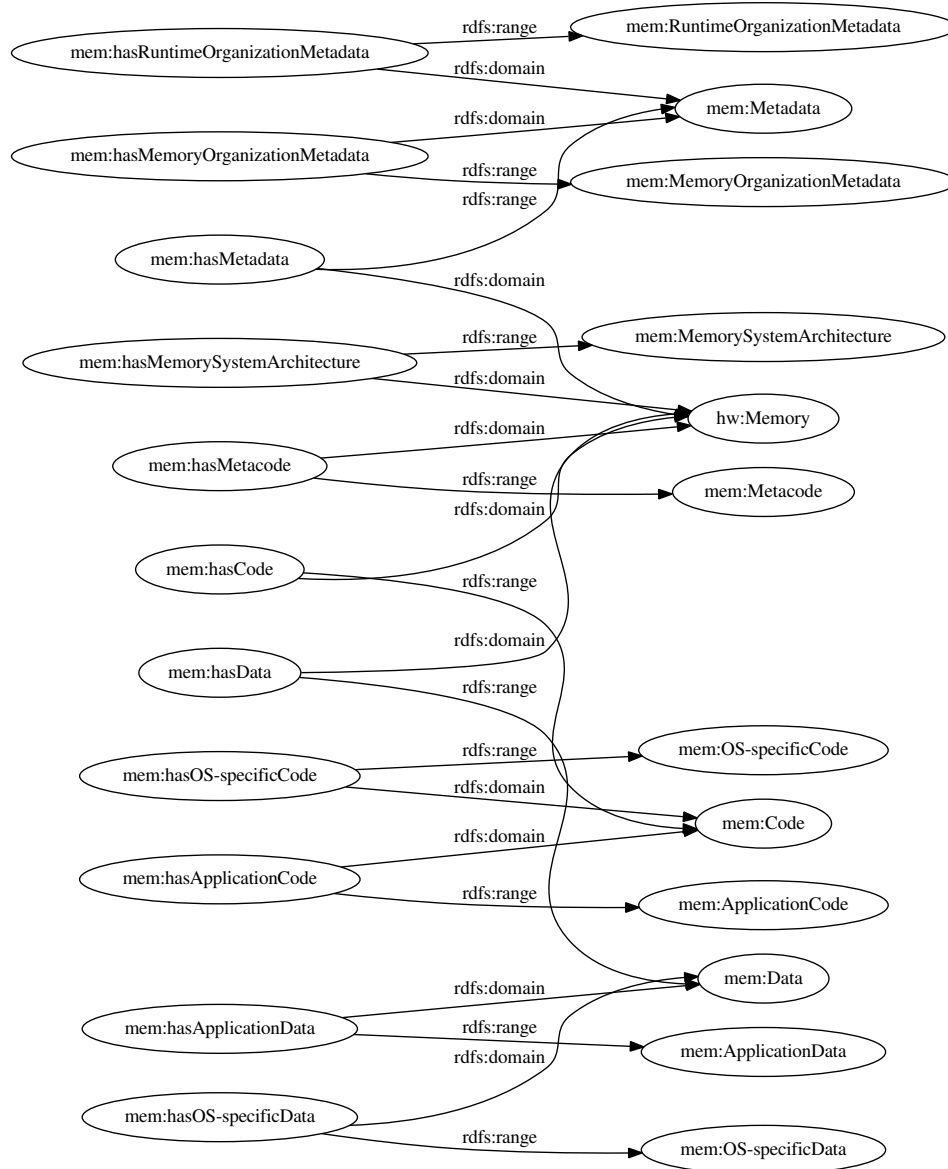 rdfs:range
mem:RuntimeOrganizationMetadata
mem:hasRuntimeOrganizationMetadata
rdfs:domain
mem:Metadata
rdfs:domain
mem:hasMemoryOrganizationMetadata
rdfs:range
mem:MemoryOrganizationMetadata
rdfs:range
mem:hasMetadata
rdfs:domain
rdfs:range
mem:MemorySystemArchitecture
mem:hasMemorySystemArchitecture
rdfs:domain
hw:Memory
rdfs:domain
mem:hasMetacode
rdfs:range
mem:Metacode
rdfs:domain
mem:hasCode
rdfs:range
rdfs:domain
mem:hasData
rdfs:range
rdfs:range
mem:OS-specificCode
mem:hasOS-specificCode
rdfs:domain
mem:Code
rdfs:domain
mem:hasApplicationCode
rdfs:range
mem:ApplicationCode
mem:Data
rdfs:domain
mem:hasApplicationData
rdfs:range
mem:ApplicationData
rdfs:domain
mem:hasOS-specificData
rdfs:range
mem:OS-specificData